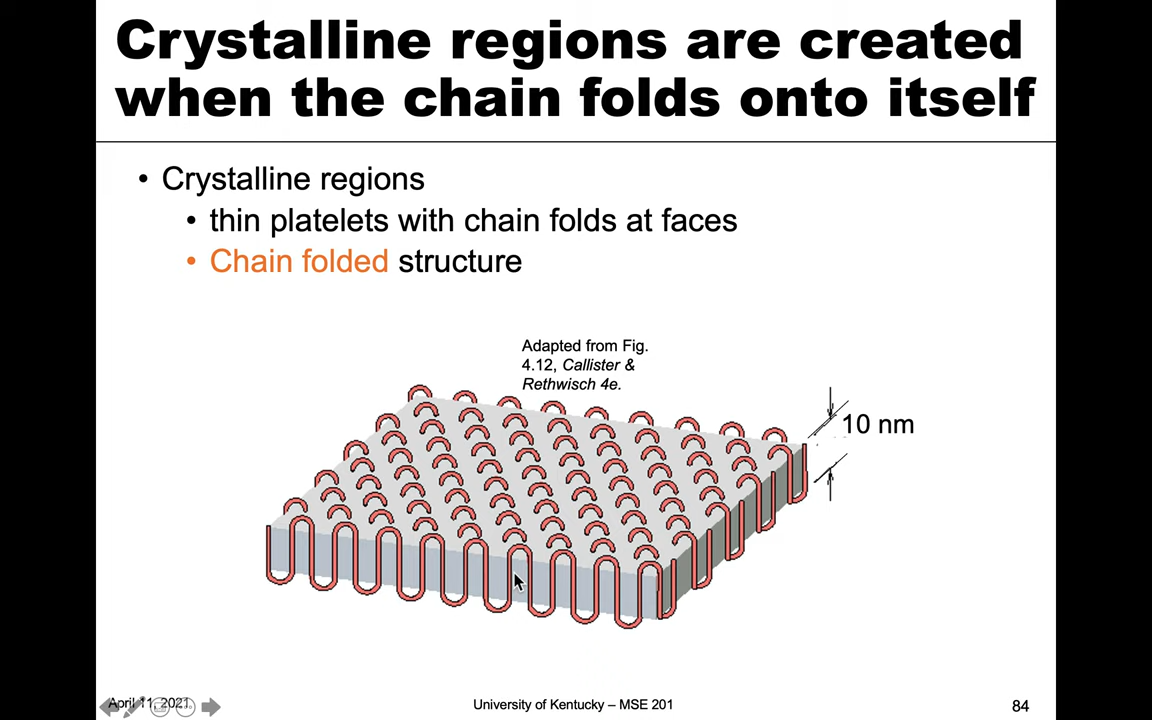 Crystalline regions are created
when the chain folds onto itself
• Crystalline regions
• thin platelets with chain folds at faces
• Chain folded structure
Adapted from Fig.
4.12, Callister &
Rethwisch 4e.
10 nm
April 11, 2021
University of Kentucky – MSE 201
84